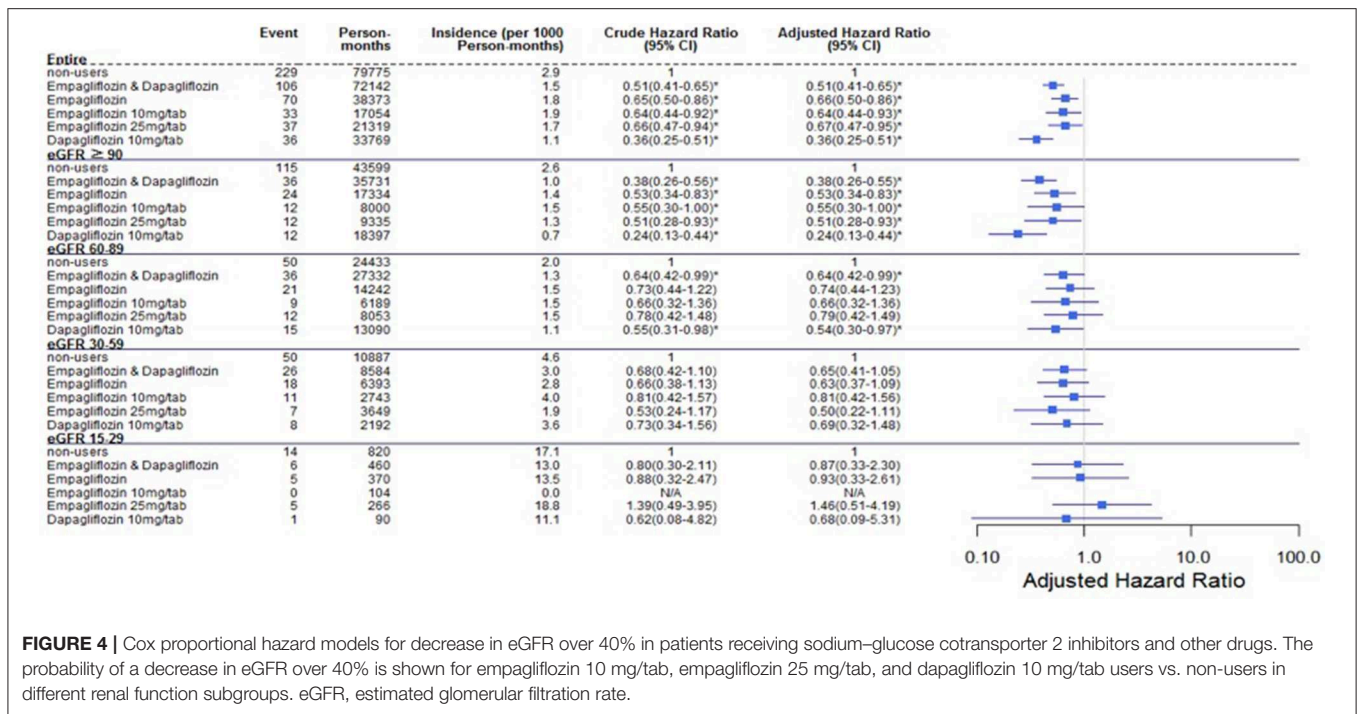 Event Person-months Incidence (per 1000 Person-months) Crude Hazard Ratio (95% CI) Adjusted Hazard Ratio (95% CI)
Entire
non-users 229 79775 2.9 1 1
Empagliflozin & Dapagliflozin 106 72142 1.5 0.51(0.41-0.65)* 0.51(0.41-0.65)*
Empagliflozin 70 38373 1.8 0.65(0.50-0.86)* 0.66(0.50-0.86)*
Empagliflozin 10mg/tab 33 17054 1.9 0.64(0.44-0.92)* 0.64(0.44-0.93)*
Empagliflozin 25mg/tab 37 21319 1.7 0.66(0.47-0.94)* 0.67(0.47-0.95)*
Dapagliflozin 10mg/tab 36 33769 1.1 0.36(0.25-0.51)* 0.36(0.25-0.51)*
eGFR ≥ 90
non-users 115 43599 2.6 1 1
Empagliflozin & Dapagliflozin 36 35731 1.0 0.38(0.26-0.56)* 0.38(0.26-0.55)*
Empagliflozin 24 17334 1.4 0.53(0.34-0.83)* 0.53(0.34-0.83)*
Empagliflozin 10mg/tab 12 8000 1.5 0.55(0.30-1.00)* 0.55(0.30-1.00)*
Empagliflozin 25mg/tab 12 9335 1.3 0.51(0.28-0.93)* 0.51(0.28-0.93)*
Dapagliflozin 10mg/tab 12 18397 0.7 0.24(0.13-0.44)* 0.24(0.13-0.44)*
eGFR 60-89
non-users 50 24433 2.0 1 1
Empagliflozin & Dapagliflozin 36 27332 1.3 0.64(0.42-0.99)* 0.64(0.42-0.99)*
Empagliflozin 21 14242 1.5 0.73(0.44-1.22) 0.74(0.44-1.23)
Empagliflozin 10mg/tab 9 6189 1.5 0.66(0.32-1.36) 0.66(0.32-1.36)
Empagliflozin 25mg/tab 12 8053 1.5 0.78(0.42-1.48) 0.79(0.42-1.49)
Dapagliflozin 10mg/tab 15 13090 1.1 0.55(0.31-0.98)* 0.54(0.30-0.97)*
eGFR 30-59
non-users 50 10887 4.6 1 1
Empagliflozin & Dapagliflozin 26 8584 3.0 0.68(0.42-1.10) 0.65(0.41-1.05)
Empagliflozin 18 6393 2.8 0.66(0.38-1.13) 0.63(0.37-1.09)
Empagliflozin 10mg/tab 11 2743 4.0 0.81(0.42-1.57) 0.81(0.42-1.56)
Empagliflozin 25mg/tab 7 3649 1.9 0.53(0.24-1.17) 0.50(0.22-1.11)
Dapagliflozin 10mg/tab 8 2192 3.6 0.73(0.34-1.56) 0.69(0.32-1.48)
eGFR 15-29
non-users 14 820 17.1 1 1
Empagliflozin & Dapagliflozin 6 460 13.0 0.80(0.30-2.11) 0.87(0.33-2.30)
Empagliflozin 5 370 13.5 0.88(0.32-2.47) 0.93(0.33-2.61)
Empagliflozin 10mg/tab 0 104 0.0 N/A N/A
Empagliflozin 25mg/tab 5 266 18.8 1.39(0.49-3.95) 1.46(0.51-4.19)
Dapagliflozin 10mg/tab 1 90 11.1 0.62(0.08-4.82) 0.68(0.09-5.31)
0.10 1.0 10.0 100.0
Adjusted Hazard Ratio
FIGURE 4 | Cox proportional hazard models for decrease in eGFR over 40% in patients receiving sodium–glucose cotransporter 2 inhibitors and other drugs. The
probability of a decrease in eGFR over 40% is shown for empagliflozin 10 mg/tab, empagliflozin 25 mg/tab, and dapagliflozin 10 mg/tab users vs. non-users in
different renal function subgroups. eGFR, estimated glomerular filtration rate.